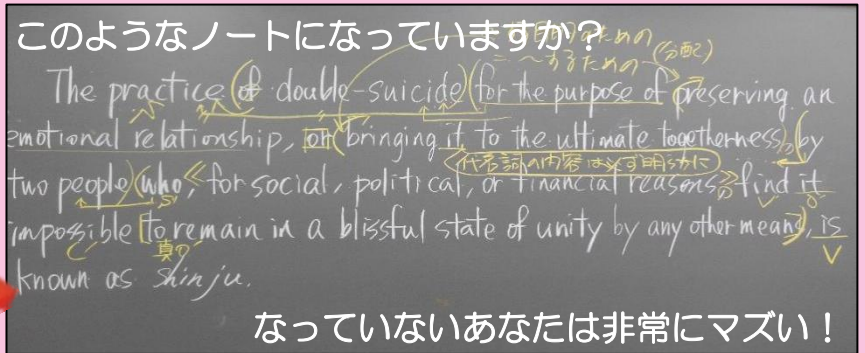 このようなノートになっていますか?
〜するための (分配)
The practice (of double-suicide) (for the purpose of preserving an
emotional relationship, or bringing it to the ultimate togetherness) by
代名詞の内容は必ず明らかに
two people) (who, ≪for social, political, or financial reasons≫ find it
S V O
impossible [to remain in a blissful state of unity by any other means], is
C 真O V
known as shinju.
なっていないあなたは非常にマズい!